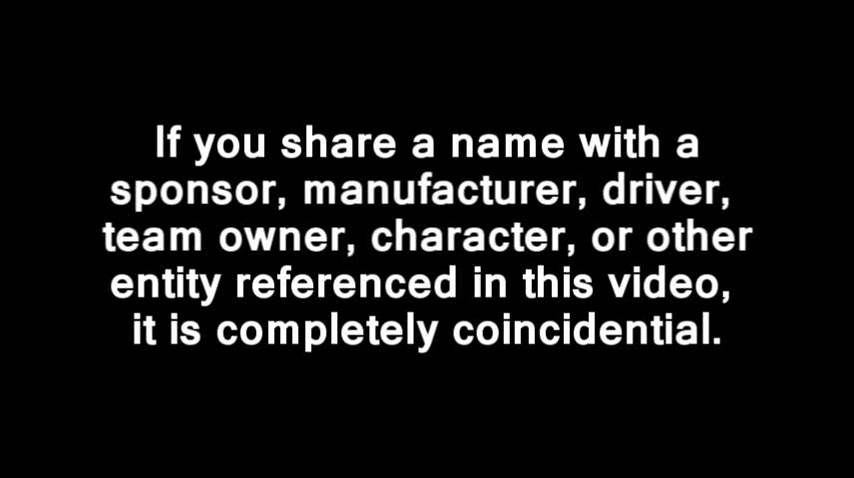 If you share a name with a
sponsor, manufacturer, driver,
team owner, character, or other
entity referenced in this video,
it is completely coincidential.